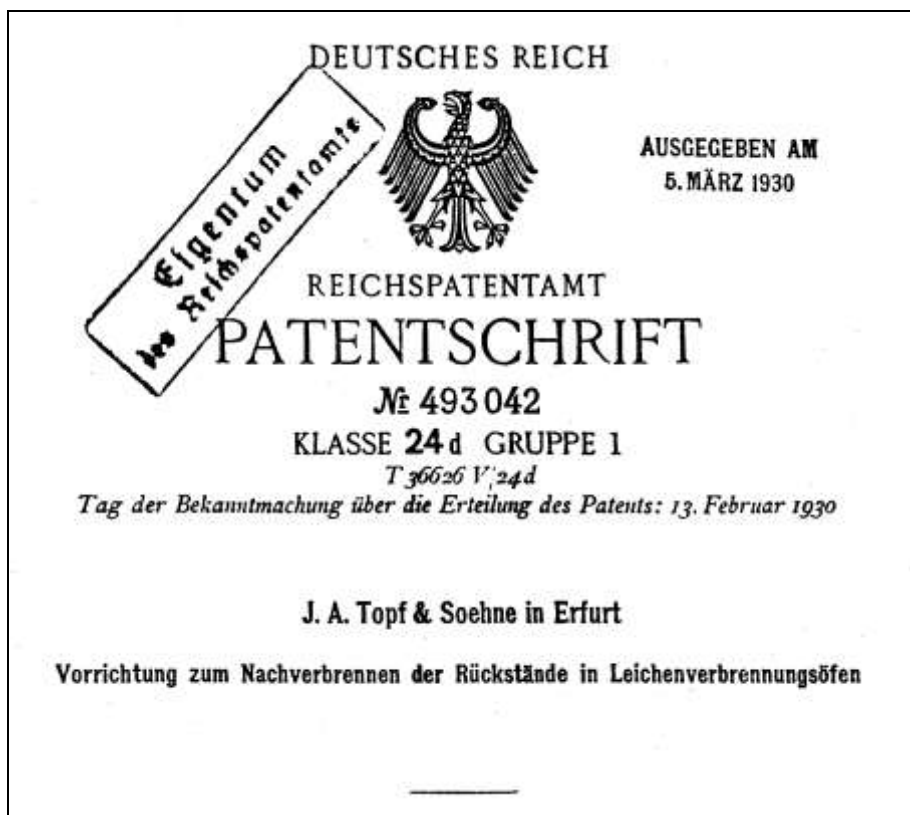 DEUTSCHES REICH
Eigentum
des Reichspatentamts
AUSGEGEBEN AM
5. MÄRZ 1930
REICHSPATENTAMT
PATENTSCHRIFT
№ 493 042
KLASSE 24 d GRUPPE 1
T 36626 V, 24d
Tag der Bekanntmachung über die Erteilung des Patents: 13. Februar 1930
J. A. Topf & Soehne in Erfurt
Vorrichtung zum Nachverbrennen der Rückstände in Leichenverbrennungsöfen